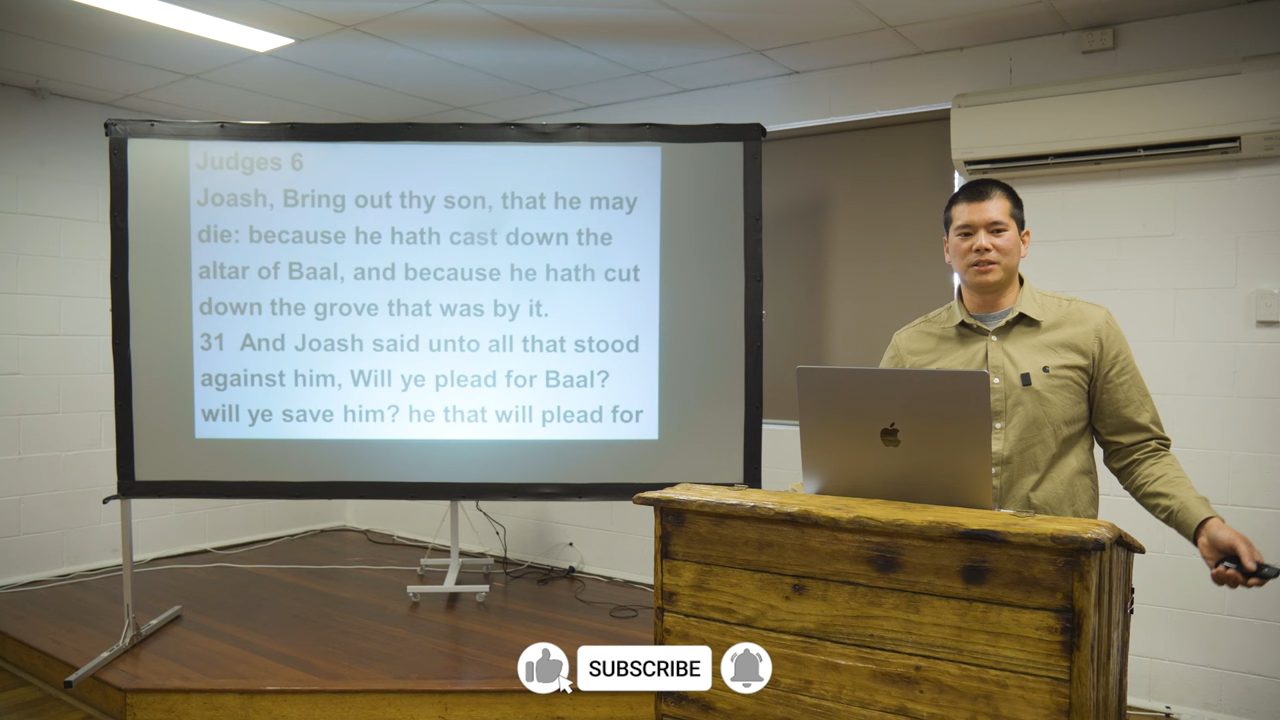 Judges 6
Joash, Bring out thy son, that he may
die: because he hath cast down the
altar of Baal, and because he hath cut
down the grove that was by it.
31 And Joash said unto all that stood
against him, Will ye plead for Baal?
will ye save him? he that will plead for
SUBSCRIBE